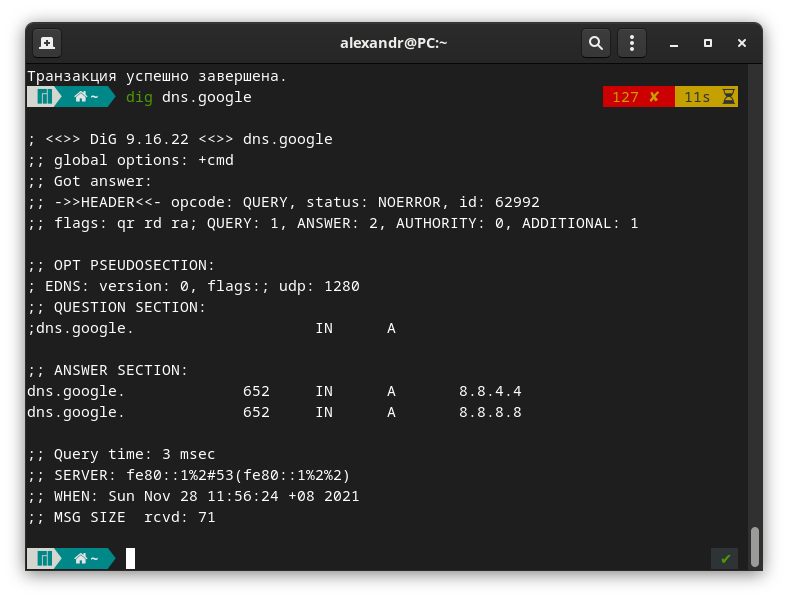 alexandr@PC:~
Транзакция успешно завершена.
~ dig dns.google 127 ✘ 11s
; <<>> DiG 9.16.22 <<>> dns.google
;; global options: +cmd
;; Got answer:
;; ->>HEADER<<- opcode: QUERY, status: NOERROR, id: 62992
;; flags: qr rd ra; QUERY: 1, ANSWER: 2, AUTHORITY: 0, ADDITIONAL: 1
;; OPT PSEUDOSECTION:
; EDNS: version: 0, flags:; udp: 1280
;; QUESTION SECTION:
;dns.google. IN A
;; ANSWER SECTION:
dns.google. 652 IN A 8.8.4.4
dns.google. 652 IN A 8.8.8.8
;; Query time: 3 msec
;; SERVER: fe80::1%2#53(fe80::1%2%2)
;; WHEN: Sun Nov 28 11:56:24 +08 2021
;; MSG SIZE  rcvd: 71
~ ✔